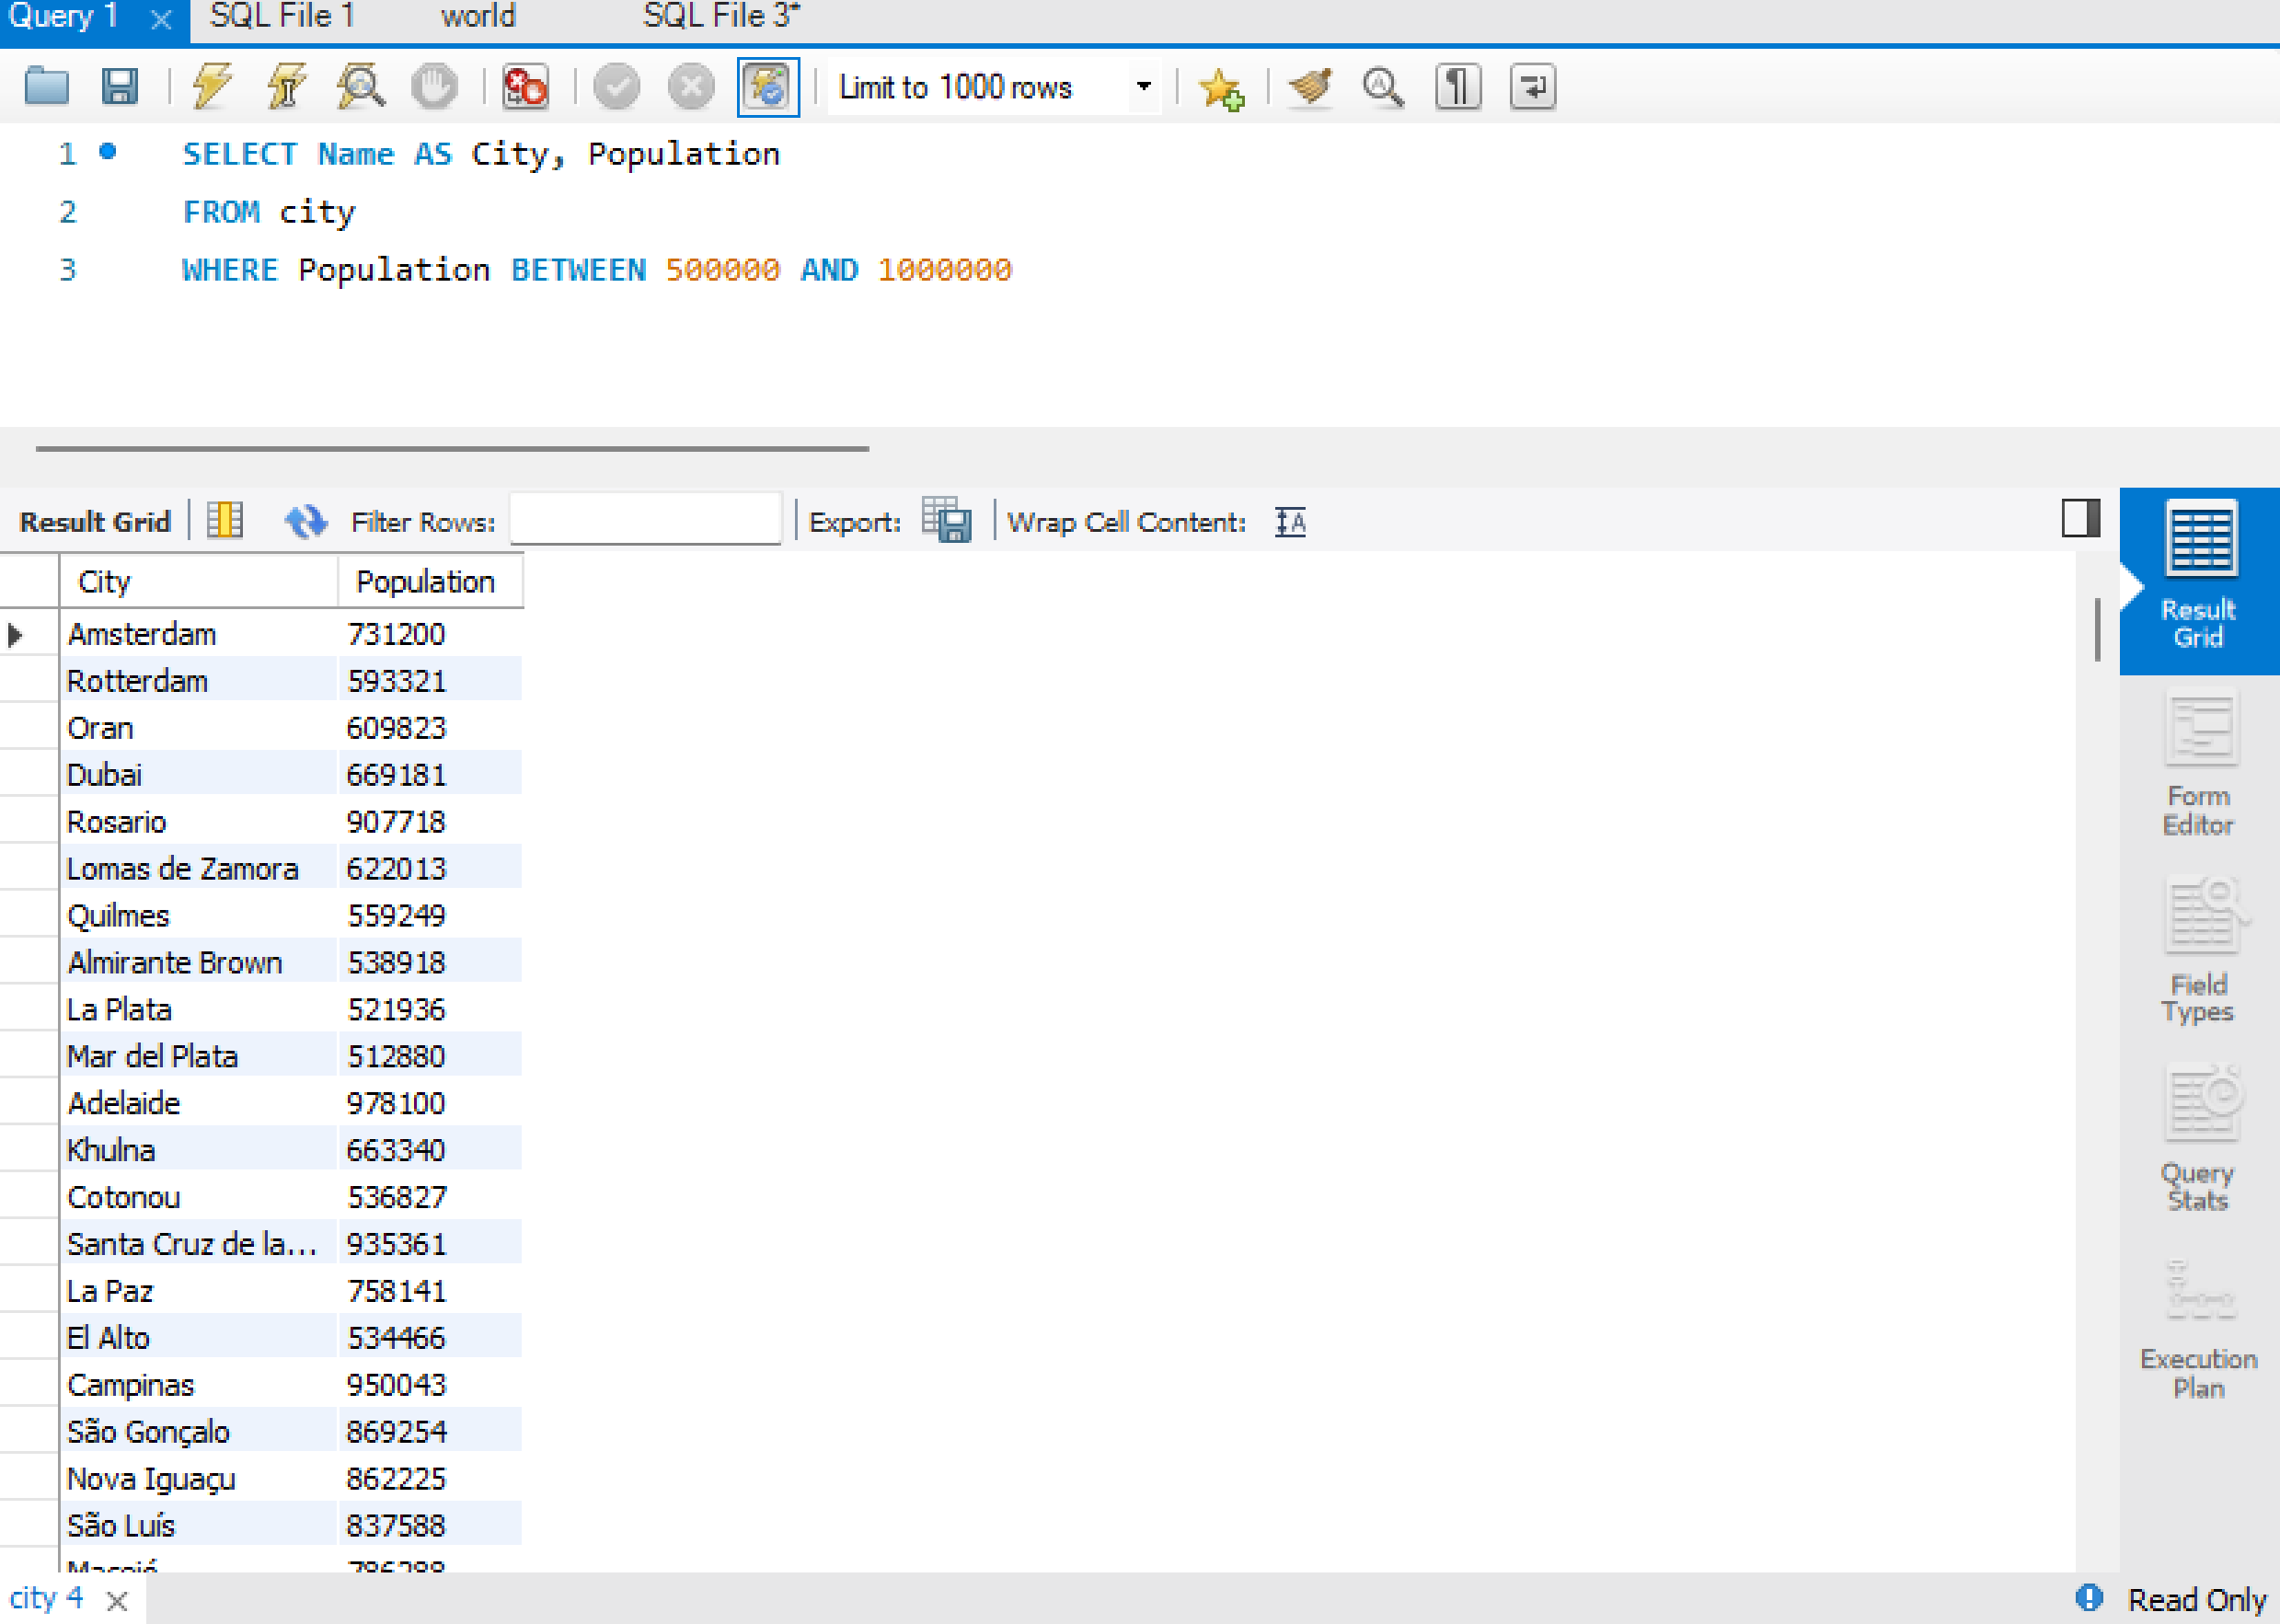 Query 1 SQL File 1 world SQL File 3*
Limit to 1000 rows
1 SELECT Name AS City, Population
2 FROM city
3 WHERE Population BETWEEN 500000 AND 1000000
Result Grid Filter Rows: Export: Wrap Cell Content:
City Population
Amsterdam 731200
Rotterdam 593321
Oran 609823
Dubai 669181
Rosario 907718
Lomas de Zamora 622013
Quilmes 559249
Almirante Brown 538918
La Plata 521936
Mar del Plata 512880
Adelaide 978100
Khulna 663340
Cotonou 536827
Santa Cruz de la... 935361
La Paz 758141
El Alto 534466
Campinas 950043
São Gonçalo 869254
Nova Iguaçu 862225
São Luís 837588
Maceió 786288
Result
Grid
Form
Editor
Field
Types
Query
Stats
Execution
Plan
city 4 Read Only